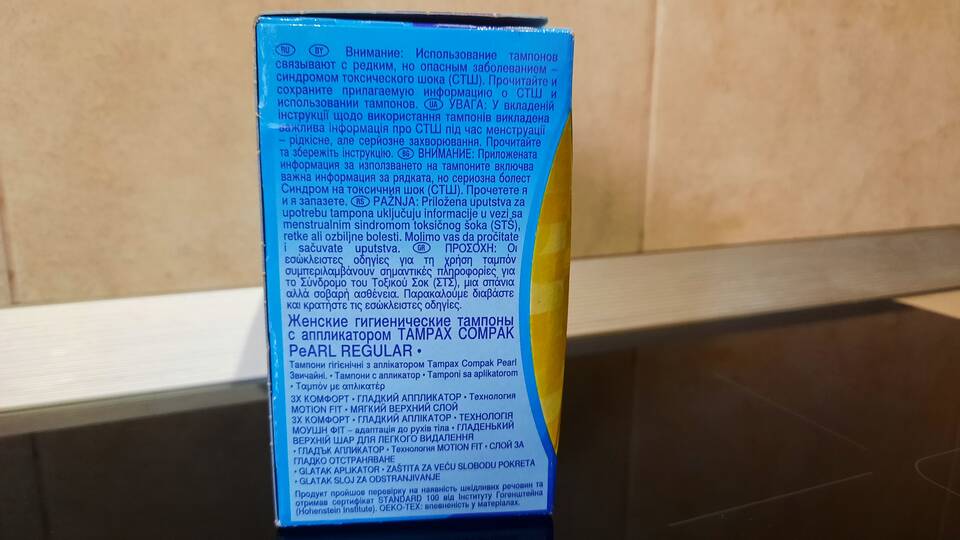 RU BY Внимание: Использование тампонов
связывают с редким, но опасным заболеванием –
синдромом токсического шока (СТШ). Прочитайте и
сохраните прилагаемую информацию о СТШ и
использовании тампонов. UA УВАГА: У вкладеній
інструкції щодо використання тампонів викладена
важлива інформація про СТШ під час менструації
– рідкісне, але серйозне захворювання. Прочитайте
та збережіть інструкцію. BG ВНИМАНИЕ: Приложената
информация за използването на тампоните включва
важна информация за рядката, но сериозна болест
Синдром на токсичния шок (СТШ). Прочетете я
и я запазете. RS PAŽNJA: Priložena uputstva za
upotrebu tampona uključuju informacije u vezi sa
menstrualnim sindromom toksičnog šoka (STŠ),
retke ali ozbiljne bolesti. Molimo vas da pročitate
i sačuvate uputstva. GR ΠΡΟΣΟΧΗ: Οι
εσώκλειστες οδηγίες για τη χρήση ταμπόν
συμπεριλαμβάνουν σημαντικές πληροφορίες για
το Σύνδρομο του Τοξικού Σοκ (ΣΤΣ), μια σπάνια
αλλά σοβαρή ασθένεια. Παρακαλούμε διαβάστε
και κρατήστε τις εσώκλειστες οδηγίες.
Женские гигиенические тампоны
с аппликатором TAMPAX COMPAK
PeARL REGULAR •
Тампони гігієнічні з аплікатором Tampax Compak Pearl
Звичайні. • Тампони с апликатор • Tamponi sa aplikatorom
• Ταμπόν με απλικατέρ
3X КОМФОРТ • ГЛАДКИЙ АППЛИКАТОР • Технология
MOTION FIT • МЯГКИЙ ВЕРХНИЙ СЛОЙ
3X КОМФОРТ • ГЛАДКИЙ АПЛІКАТОР • ТЕХНОЛОГІЯ
МОУШН ФІТ – адаптація до рухів тіла • ГЛАДЕНЬКИЙ
ВЕРХНІЙ ШАР ДЛЯ ЛЕГКОГО ВИДАЛЕННЯ
• ГЛАДЪК АПЛИКАТОР • Технология MOTION FIT • СЛОЙ ЗА
ГЛАДКО ОТСТРАНЯВАНЕ
• GLATAK APLIKATOR • ZAŠTITA ZA VEĆU SLOBODU POKRETA
• GLATAK SLOJ ZA ODSTRANJIVANJE
Продукт пройшов перевірку на наявність шкідливих речовин та
отримав сертифікат STANDARD 100 від Інституту Гогенштейна
(Hohenstein Institute). OEKO-TEX: впевненість у матеріалах.